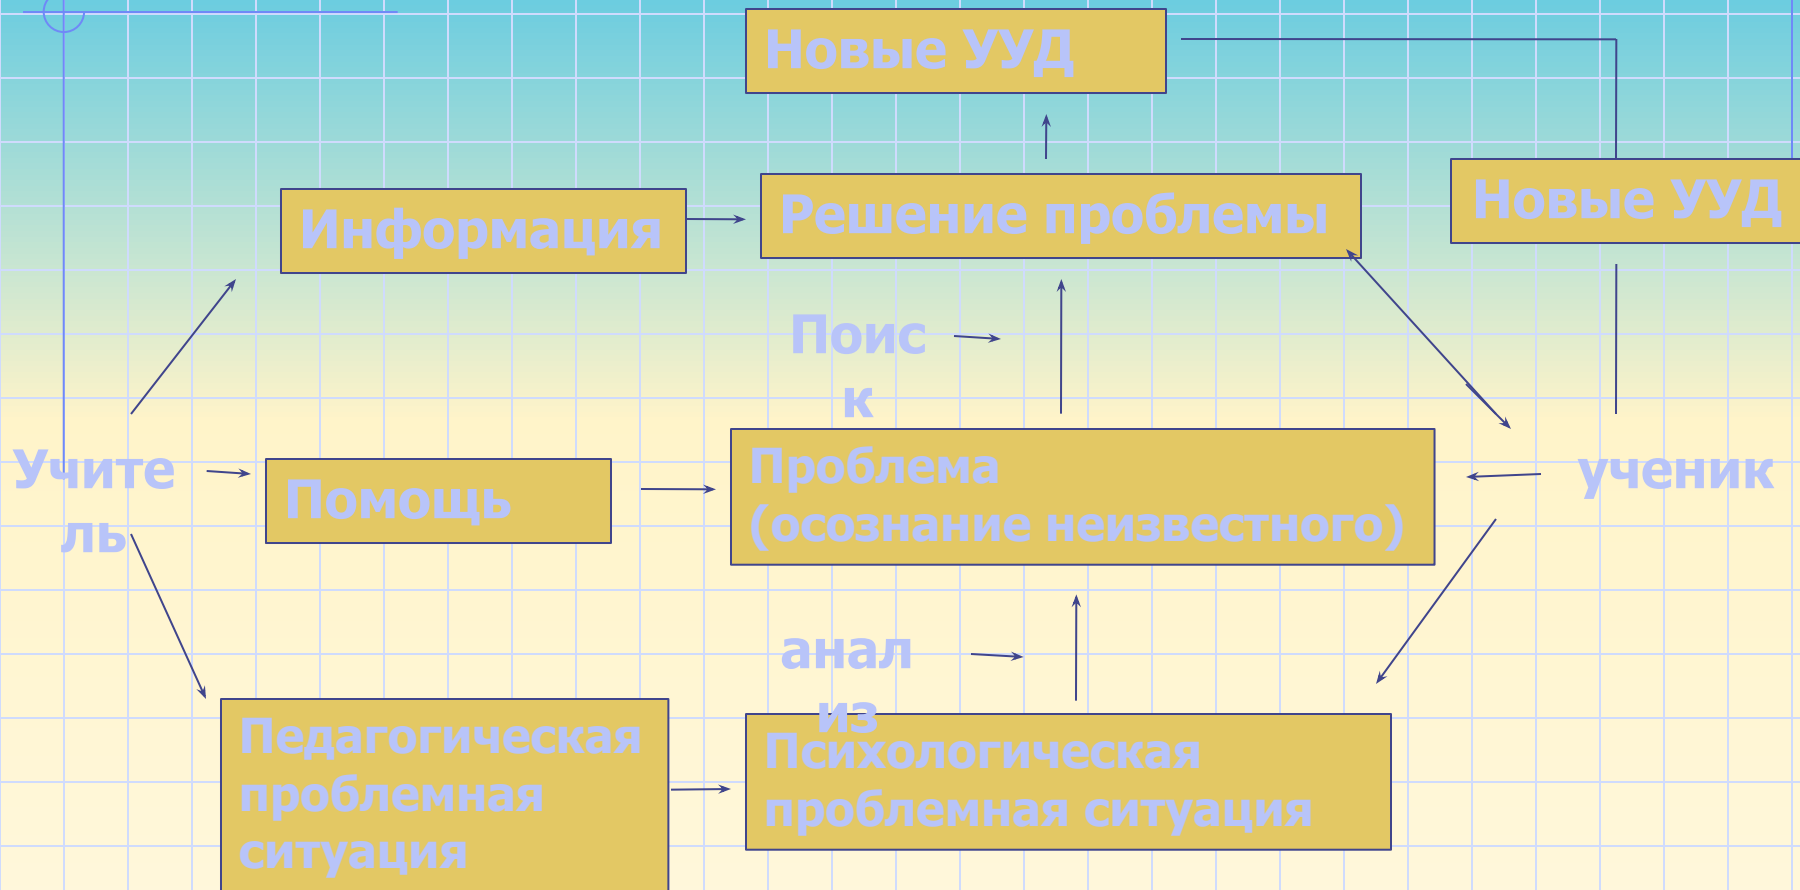 Новые УУД
Информация
Решение проблемы
Новые УУД
Поис
к
Учите
ль
Помощь
Проблема
(осознание неизвестного)
ученик
анал
из
Педагогическая
проблемная
ситуация
Психологическая
проблемная ситуация